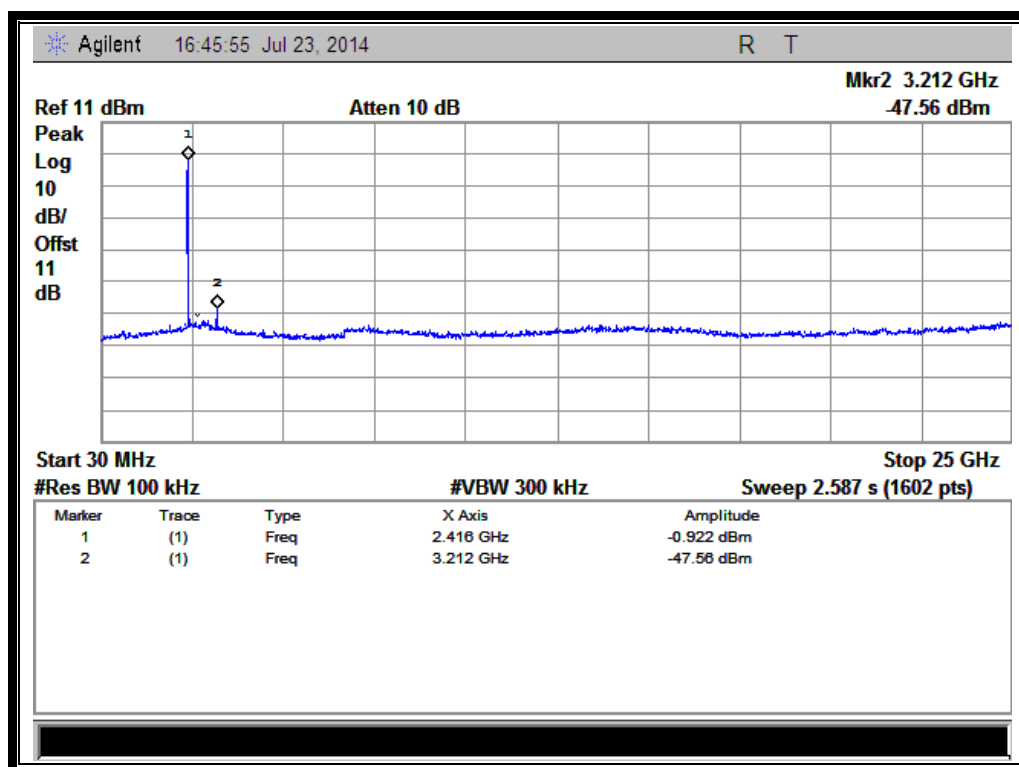 Agilent 16:45:55 Jul 23, 2014 R T
Mkr2 3.212 GHz
Ref 11 dBm Atten 10 dB -47.56 dBm
Peak
Log
10
dB/
Offst
11
dB
1
2
Start 30 MHz Stop 25 GHz
#Res BW 100 kHz #VBW 300 kHz Sweep 2.587 s (1602 pts)
Marker Trace Type X Axis Amplitude
1 (1) Freq 2.416 GHz -0.922 dBm
2 (1) Freq 3.212 GHz -47.56 dBm